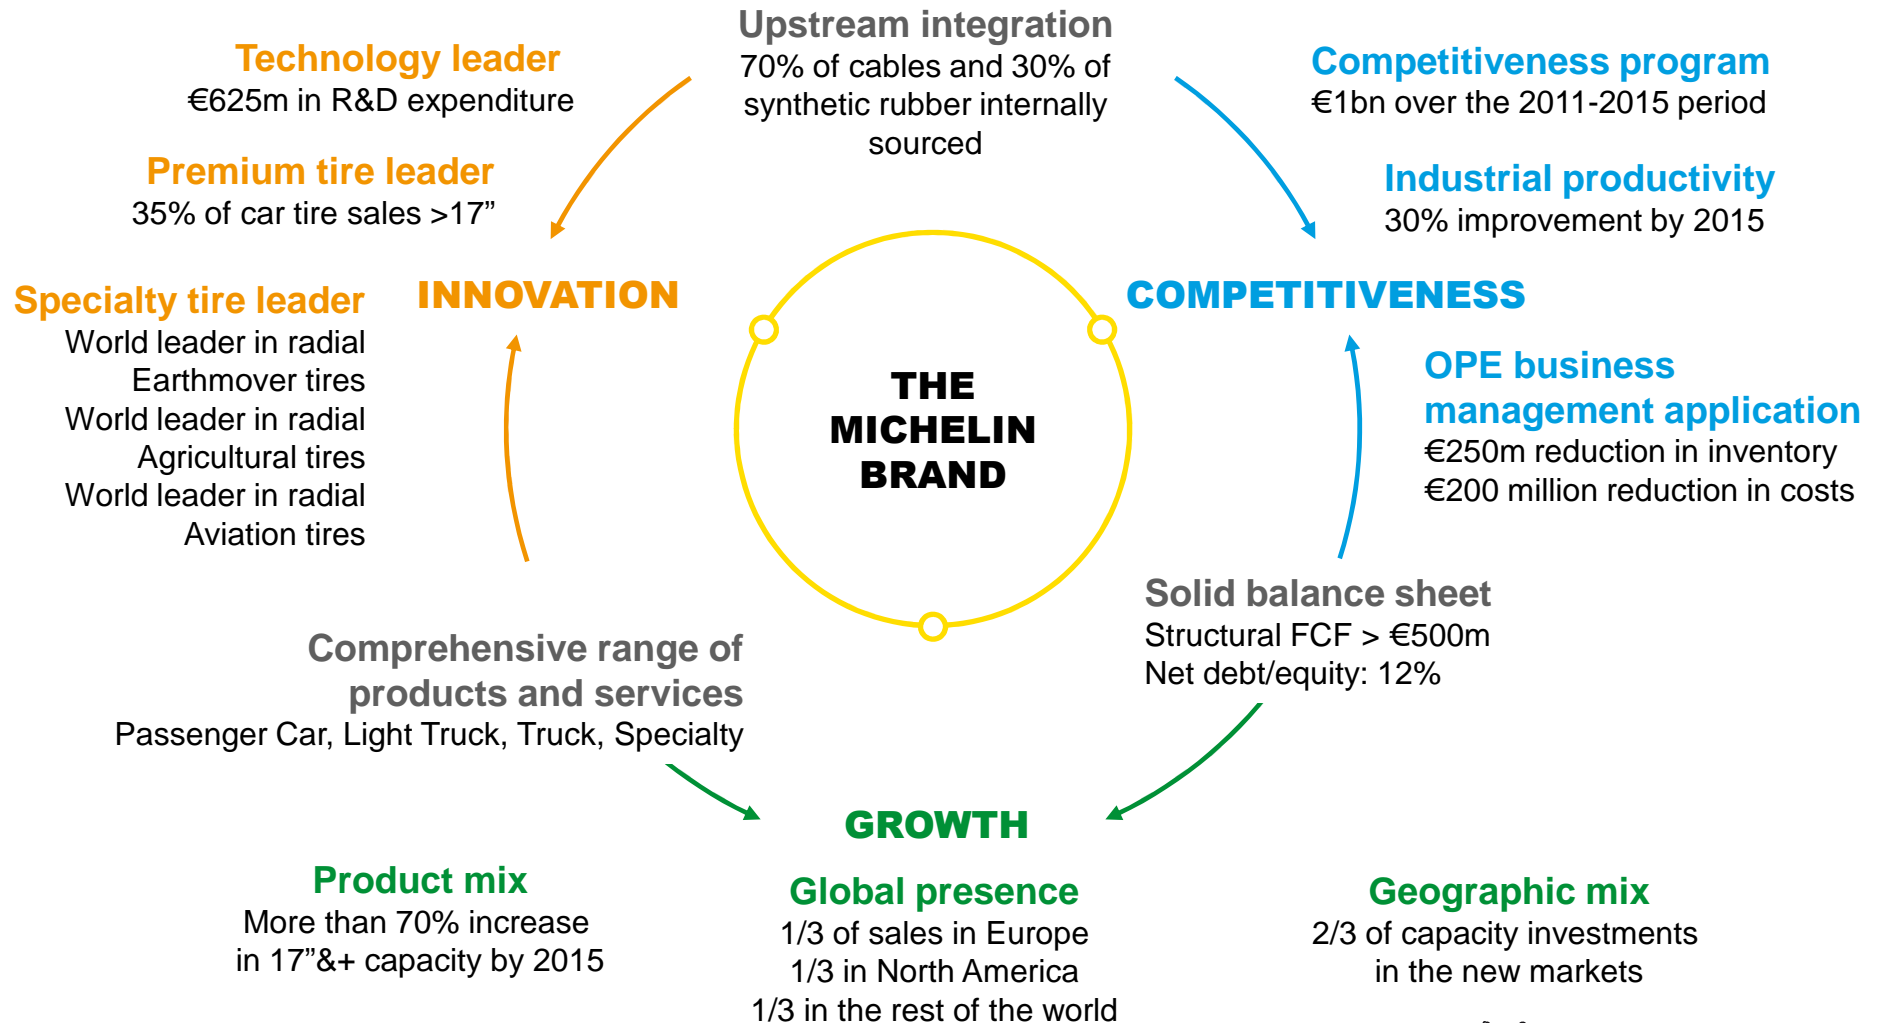 Upstream integration
70% of cables and 30% of
synthetic rubber internally
sourced
Technology leader
€625m in R&D expenditure
Premium tire leader
35% of car tire sales >17”
Competitiveness program
€1bn over the 2011-2015 period
Industrial productivity
30% improvement by 2015
INNOVATION
COMPETITIVENESS
Specialty tire leader
World leader in radial
Earthmover tires
World leader in radial
Agricultural tires
World leader in radial
Aviation tires
THE
MICHELIN
BRAND
OPE business
management application
€250m reduction in inventory
€200 million reduction in costs
Comprehensive range of
products and services
Passenger Car, Light Truck, Truck, Specialty
Solid balance sheet
Structural FCF > €500m
Net debt/equity: 12%
GROWTH
Product mix
More than 70% increase
in 17”&+ capacity by 2015
Global presence
1/3 of sales in Europe
1/3 in North America
1/3 in the rest of the world
Geographic mix
2/3 of capacity investments
in the new markets